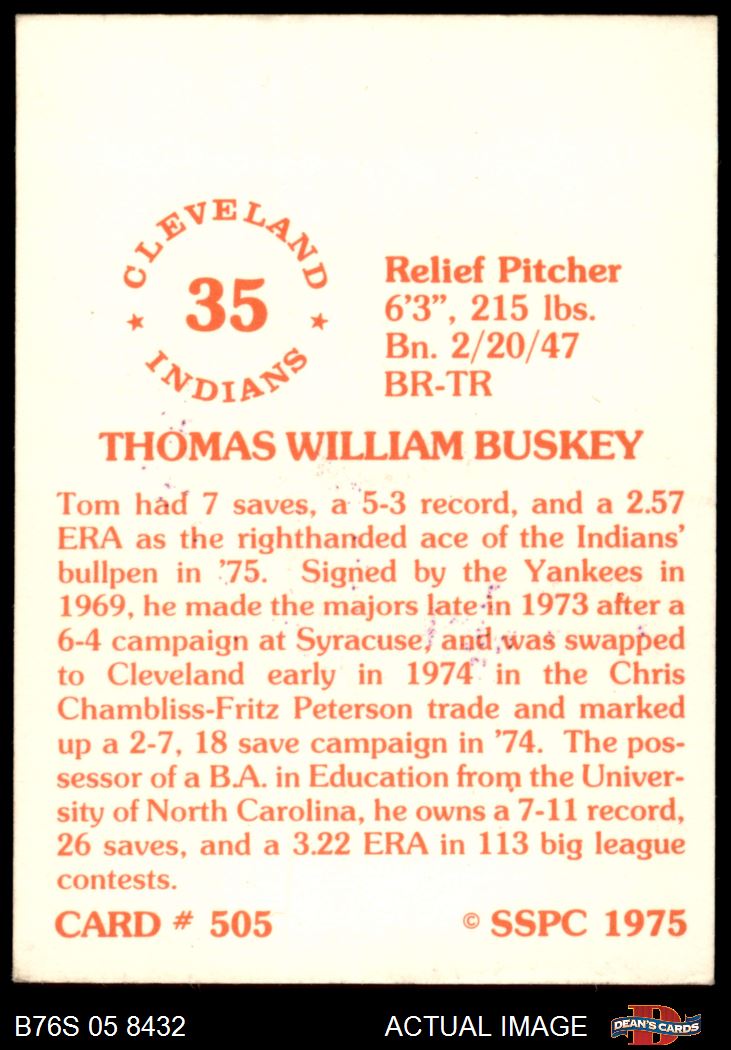 CLEVELAND
35
INDIANS
Relief Pitcher
6'3", 215 lbs.
Bn. 2/20/47
BR-TR
THOMAS WILLIAM BUSKEY
Tom had 7 saves, a 5-3 record, and a 2.57
ERA as the righthanded ace of the Indians'
bullpen in '75. Signed by the Yankees in
1969, he made the majors late in 1973 after a
6-4 campaign at Syracuse, and was swapped
to Cleveland early in 1974 in the Chris
Chambliss-Fritz Peterson trade and marked
up a 2-7, 18 save campaign in '74. The pos-
sessor of a B.A. in Education from the Univer-
sity of North Carolina, he owns a 7-11 record,
26 saves, and a 3.22 ERA in 113 big league
contests.
CARD # 505 © SSPC 1975
B76S 05 8432 ACTUAL IMAGE D DEAN'S CARDS